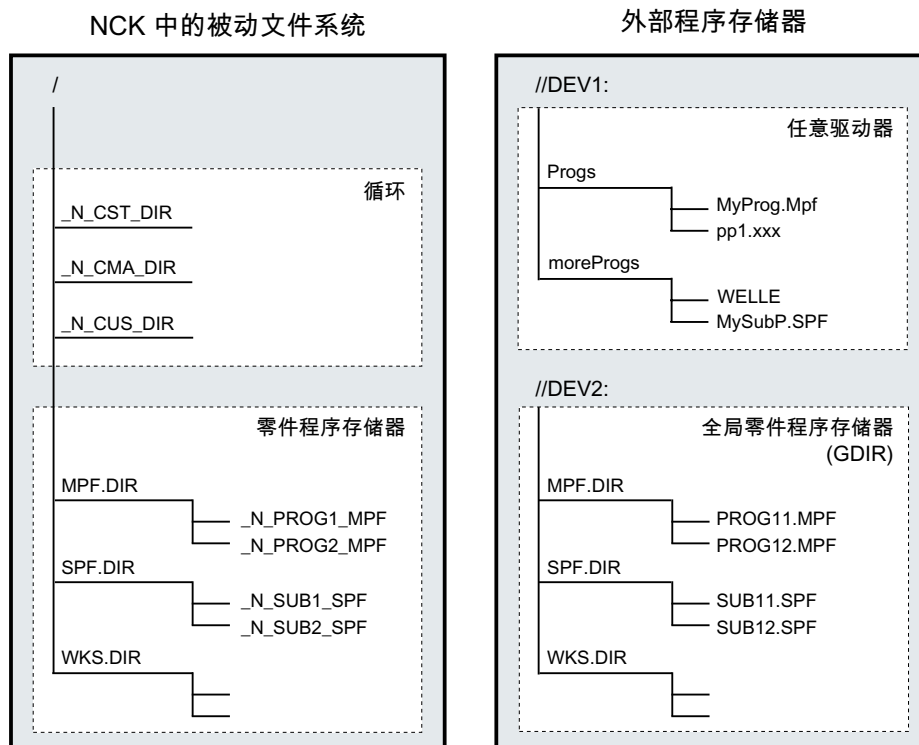 NCK 中的被动文件系统
/
循环
_N_CST_DIR
_N_CMA_DIR
_N_CUS_DIR
零件程序存储器
MPF.DIR
_N_PROG1_MPF
_N_PROG2_MPF
SPF.DIR
_N_SUB1_SPF
_N_SUB2_SPF
WKS.DIR
外部程序存储器
//DEV1:
任意驱动器
Progs
MyProg.Mpf
pp1.xxx
moreProgs
WELLE
MySubP.SPF
//DEV2:
全局零件程序存储器
(GDIR)
MPF.DIR
PROG11.MPF
PROG12.MPF
SPF.DIR
SUB11.SPF
SUB12.SPF
WKS.DIR